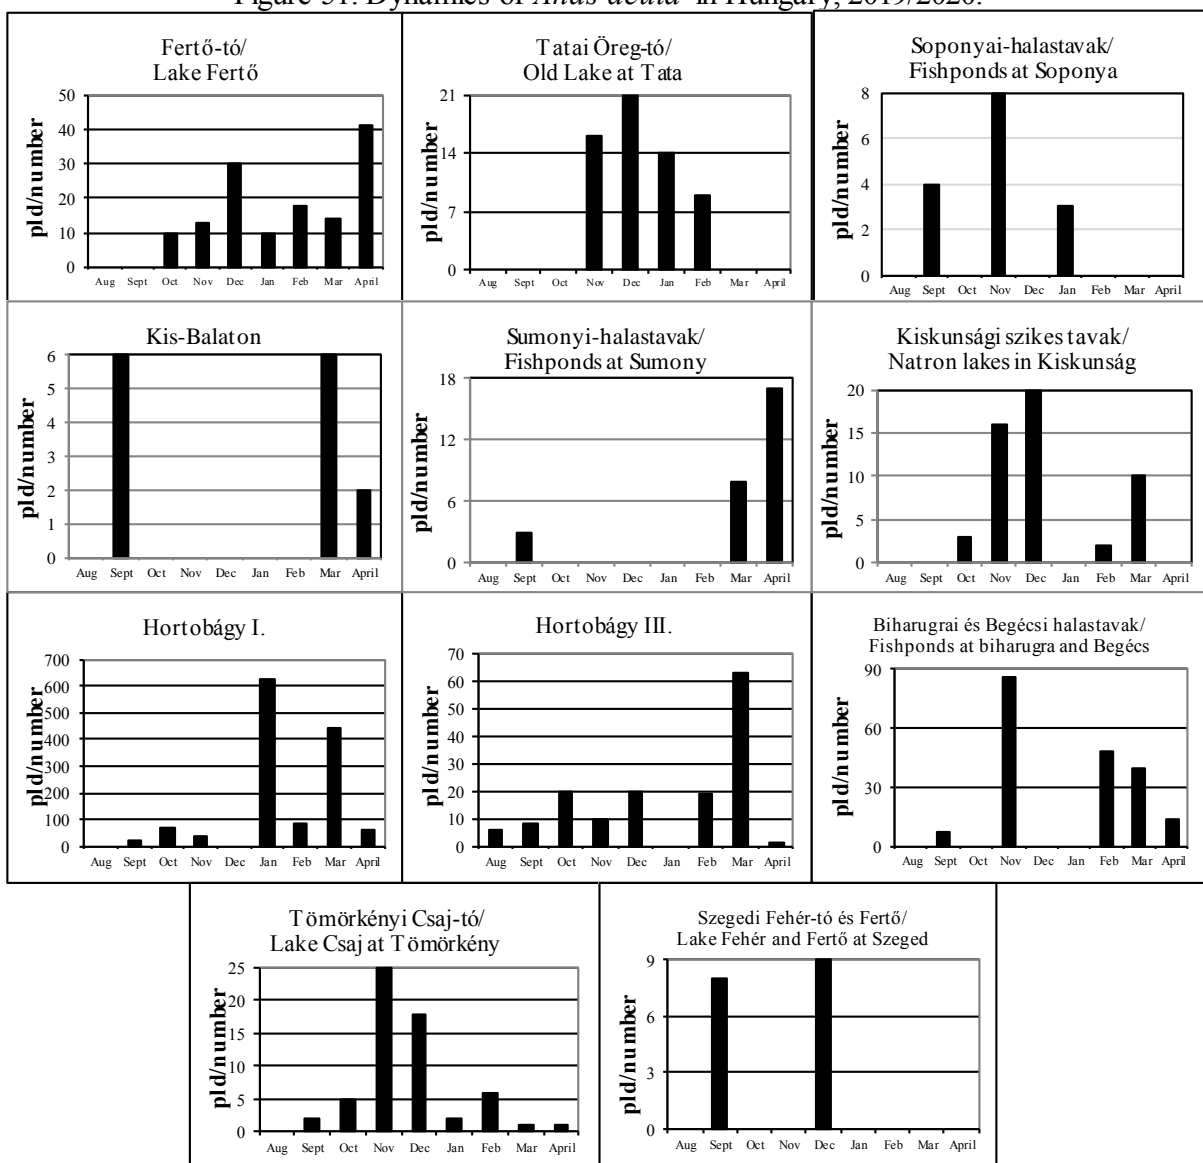 Figure 51. Dynamics of Anas acuta in Hungary, 2019/2020.
Fertő-tó/
Lake Fertő
pld/number
50
40
30
20
10
0
Aug Sept Oct Nov Dec Jan Feb Mar April
Tatai Öreg-tó/
Old Lake at Tata
pld/number
21
14
7
0
Aug Sept Oct Nov Dec Jan Feb Mar April
Soponyai-halastavak/
Fishponds at Soponya
pld/number
8
6
4
2
0
Aug Sept Oct Nov Dec Jan Feb Mar April
Kis-Balaton
pld/number
6
5
4
3
2
1
0
Aug Sept Oct Nov Dec Jan Feb Mar April
Sumonyi-halastavak/
Fishponds at Sumony
pld/number
18
12
6
0
Aug Sept Oct Nov Dec Jan Feb Mar April
Kiskunsági szikes tavak/
Natron lakes in Kiskunság
pld/number
20
15
10
5
0
Aug Sept Oct Nov Dec Jan Feb Mar April
Hortobágy I.
pld/number
700
600
500
400
300
200
100
0
Aug Sept Oct Nov Dec Jan Feb Mar April
Hortobágy III.
pld/number
70
60
50
40
30
20
10
0
Aug Sept Oct Nov Dec Jan Feb Mar April
Biharugrai és Begécsi halastavak/
Fishponds at biharugra and Begécs
pld/number
90
60
30
0
Aug Sept Oct Nov Dec Jan Feb Mar April
Tömörkényi Csaj-tó/
Lake Csaj at Tömörkény
pld/number
25
20
15
10
5
0
Aug Sept Oct Nov Dec Jan Feb Mar April
Szegedi Fehér-tó és Fertő/
Lake Fehér and Fertő at Szeged
pld/number
9
6
3
0
Aug Sept Oct Nov Dec Jan Feb Mar April